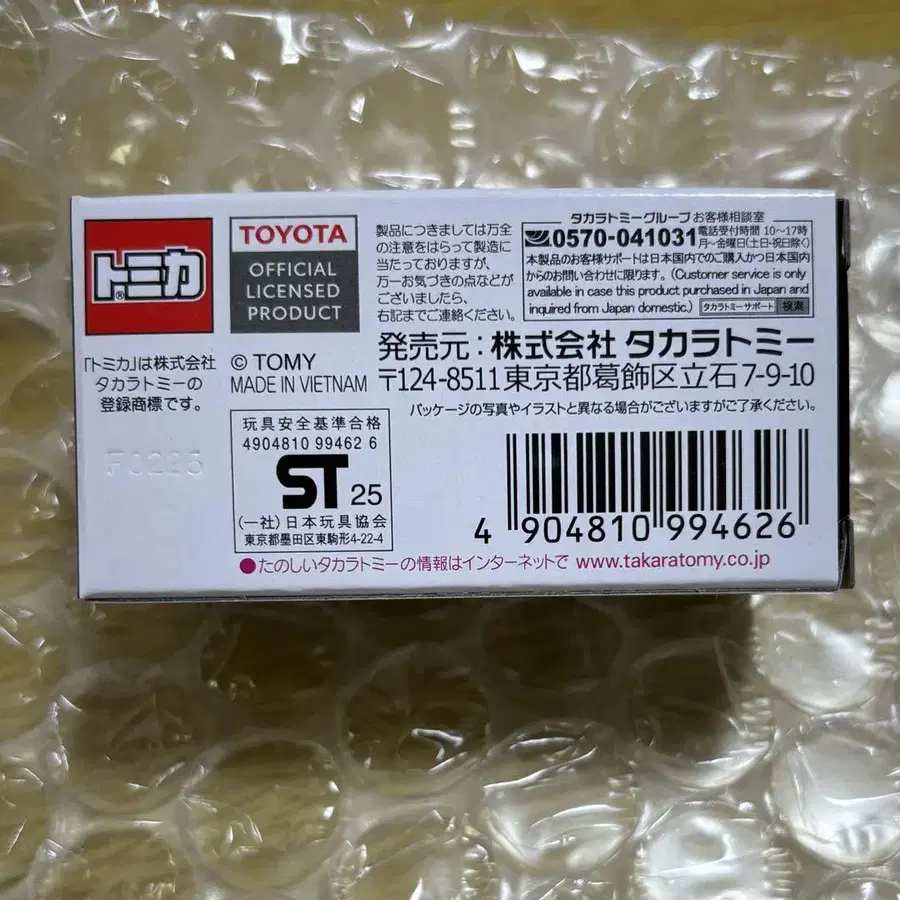 トミカ®
「トミカ」は株式会社
タカラトミーの
登録商標です。
F0225
TOYOTA
OFFICIAL
LICENSED
PRODUCT
© TOMY
MADE IN VIETNAM
製品につきましては万全
の注意をはらって製造に
当たっておりますが、
万一お気づきの点などが
ございましたら、
右記までご連絡ください。
タカラトミーグループ お客様相談室
0570-041031
電話受付時間 10〜17時
月〜金曜日(土日・祝日除く)
本製品のお客様サポートは日本国内でのご購入かつ日本国内
からのお問い合わせに限ります。(Customer service is only
available in case this product purchased in Japan and
inquired from Japan domestic.) タカラトミーサポート 検索
発売元:株式会社 タカラトミー
〒124-8511東京都葛飾区立石7-9-10
パッケージの写真やイラストと異なる場合がございますがご了承ください。
玩具安全基準合格
4904810 99462 6
ST 25
(一社)日本玩具協会
東京都墨田区東駒形4-22-4
4 904810 994626
●たのしいタカラトミーの情報はインターネットで www.takaratomy.co.jp